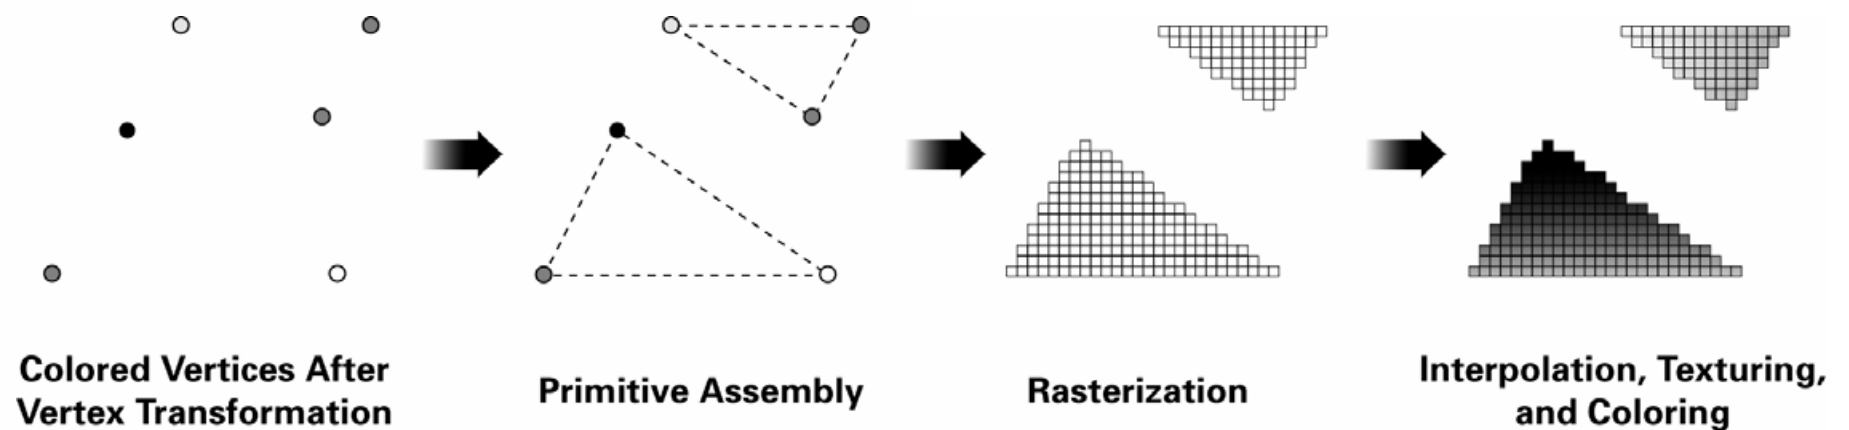 Colored Vertices After
Vertex Transformation
Primitive Assembly
Rasterization
Interpolation, Texturing,
and Coloring